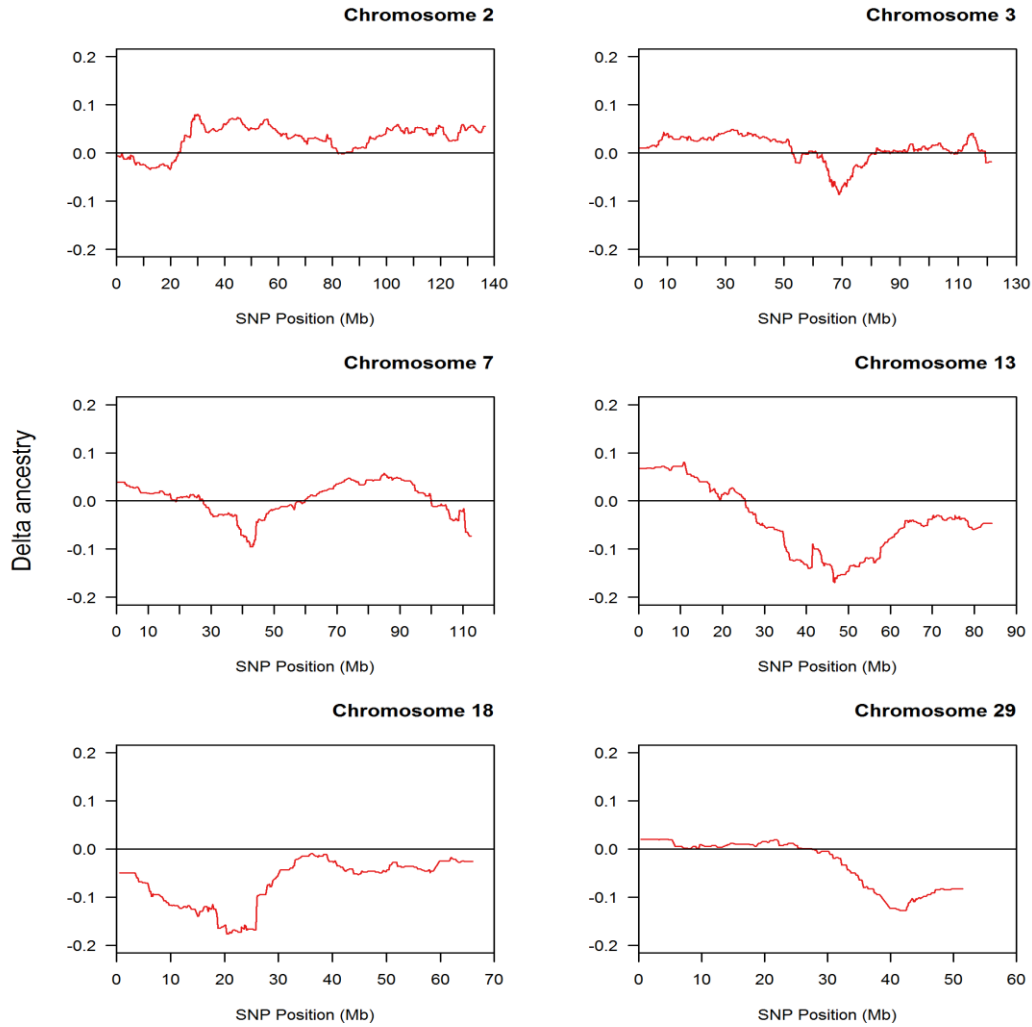 Chromosome 2
0.2
0.1
0.0
-0.1
-0.2
0 20 40 60 80 100 120 140
SNP Position (Mb)
Chromosome 3
0.2
0.1
0.0
-0.1
-0.2
0 10 30 50 70 90 110 130
SNP Position (Mb)
Delta ancestry
Chromosome 7
0.2
0.1
0.0
-0.1
-0.2
0 10 30 50 70 90 110
SNP Position (Mb)
Chromosome 13
0.2
0.1
0.0
-0.1
-0.2
0 10 20 30 40 50 60 70 80 90
SNP Position (Mb)
Chromosome 18
0.2
0.1
0.0
-0.1
-0.2
0 10 20 30 40 50 60 70
SNP Position (Mb)
Chromosome 29
0.2
0.1
0.0
-0.1
-0.2
0 10 20 30 40 50 60
SNP Position (Mb)